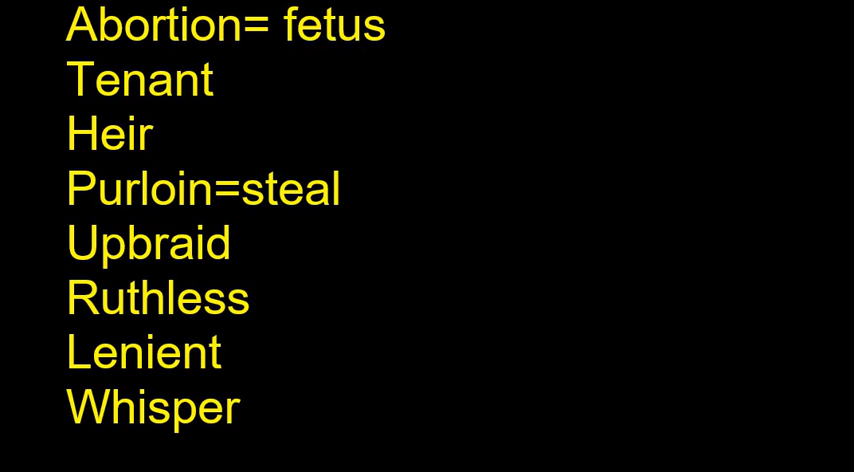 Abortion= fetus
Tenant
Heir
Purloin=steal
Upbraid
Ruthless
Lenient
Whisper